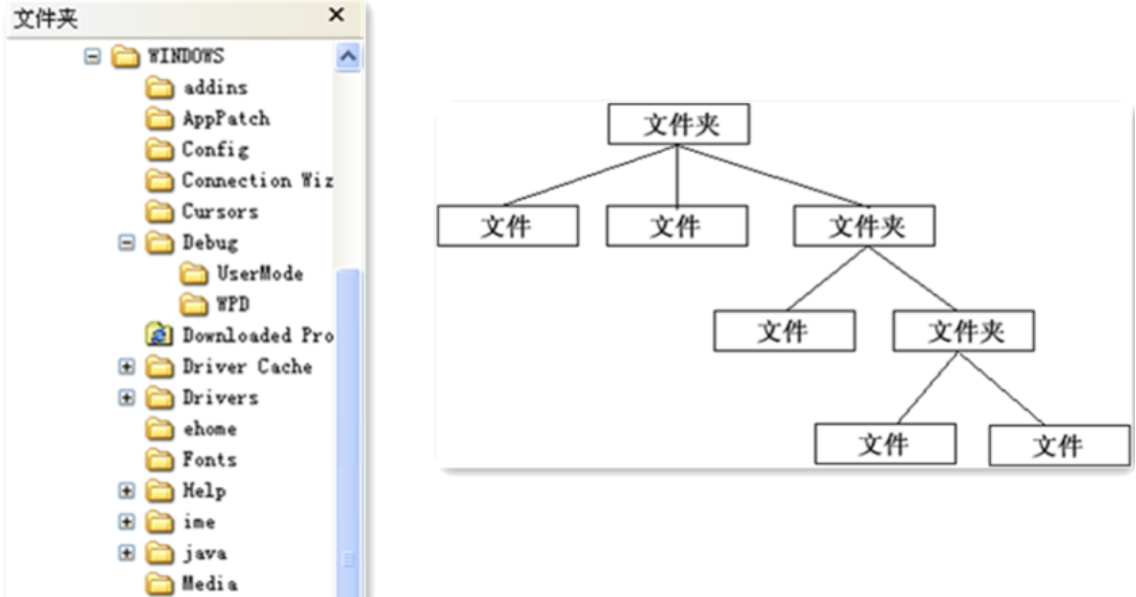 文件夹
WINDOWS
addins
AppPatch
Config
Connection Wiz
Cursors
Debug
UserMode
WPD
Downloaded Pro
Driver Cache
Drivers
ehome
Fonts
Help
ime
java
Media
文件夹
文件 文件 文件夹
文件 文件夹
文件 文件